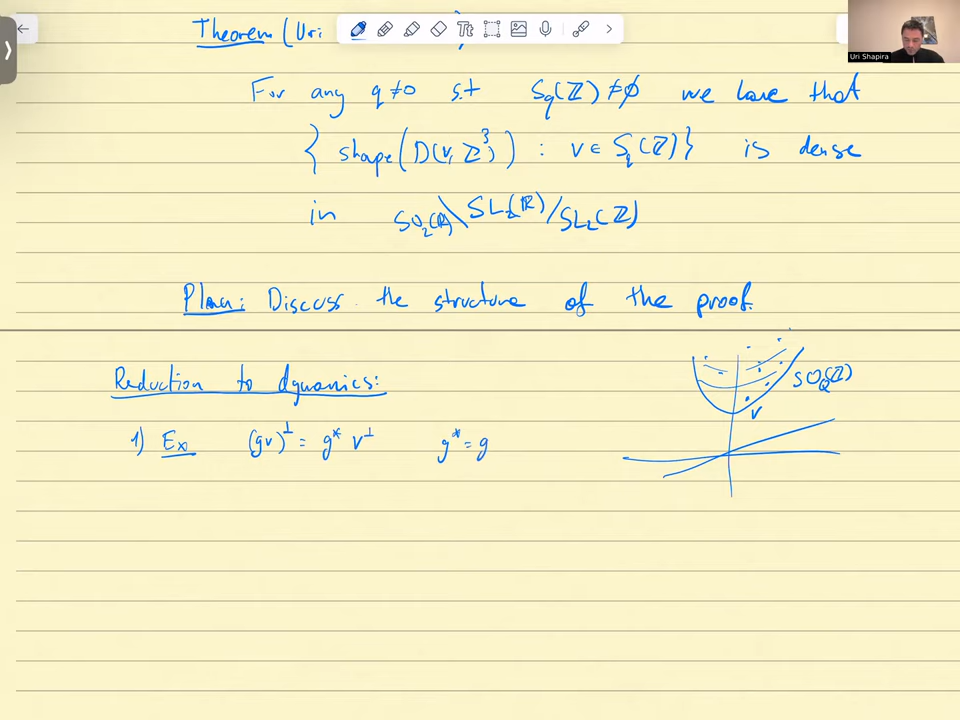 Theorem (Uri
For any q≠0 s.t S_q(ℤ)≠∅ we have that
{ shape(D(v, ℤ³)) : v ∈ S_q(ℤ)} is dense
in SO₂(ℝ)\SL₂(ℝ)/SL₂(ℤ)
Plan: Discuss the structure of the proof.
Reduction to dynamics:
SO_Q(ℤ)
v
1) Ex (gv)^⊥ = g* v^⊥ g* = g
Uri Shapira